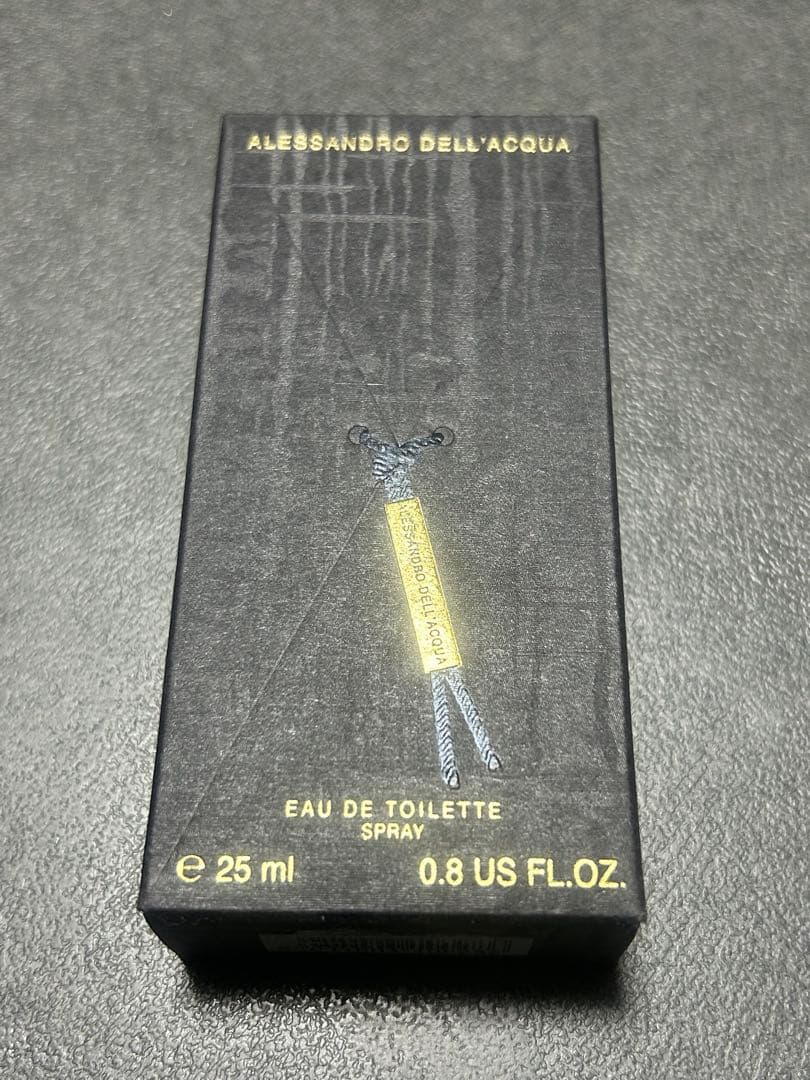 ALESSANDRO DELL'ACQUA
ALESSANDRO DELL'ACQUA
EAU DE TOILETTE
SPRAY
℮ 25 ml 0.8 US FL.OZ.